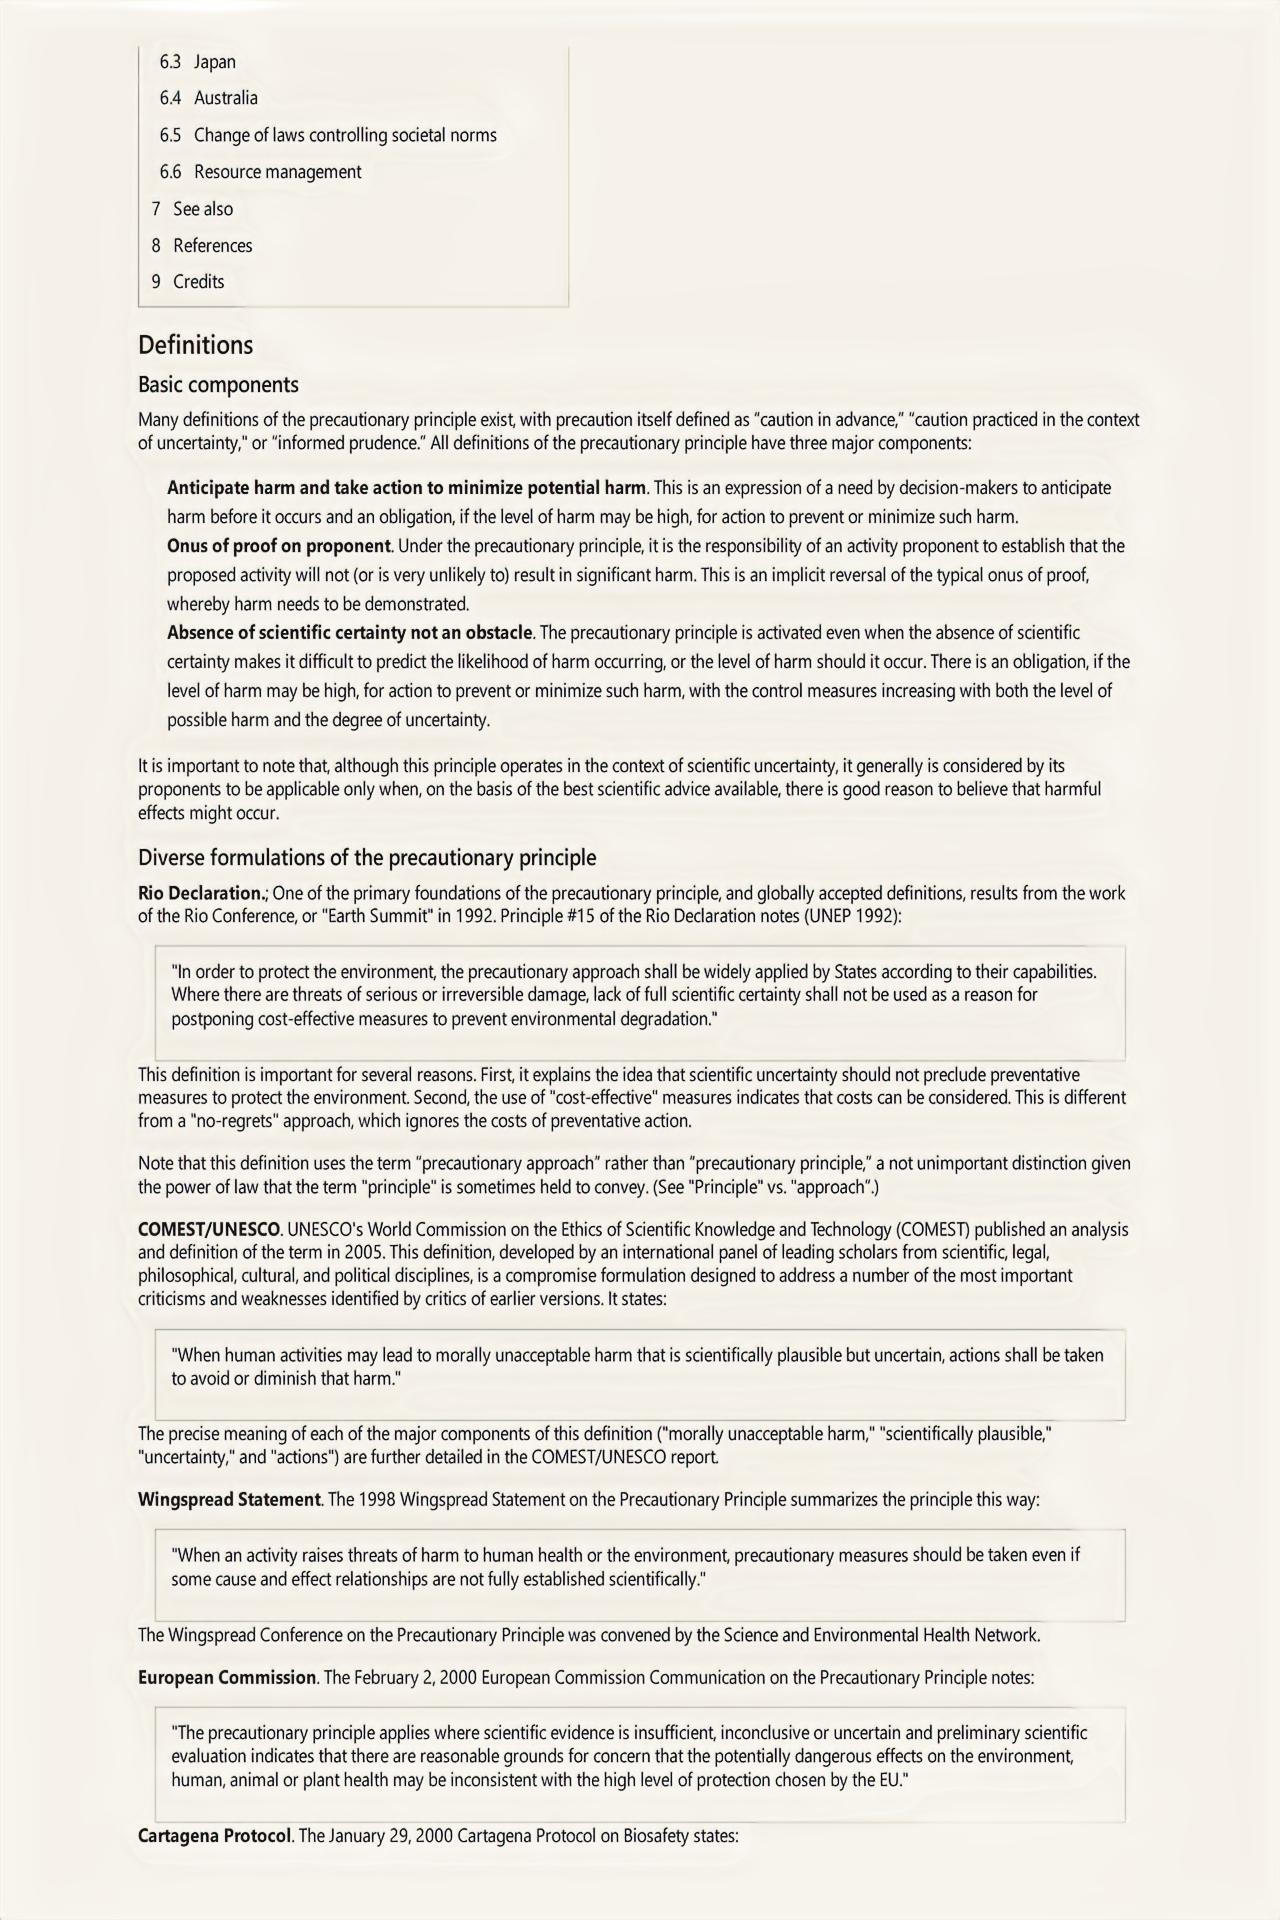 6.3 Japan
6.4 Australia
6.5 Change of laws controlling societal norms
6.6 Resource management
7 See also
8 References
9 Credits
Definitions
Basic components
Many definitions of the precautionary principle exist, with precaution itself defined as “caution in advance,” “caution practiced in the context
of uncertainty," or “informed prudence.” All definitions of the precautionary principle have three major components:
Anticipate harm and take action to minimize potential harm. This is an expression of a need by decision-makers to anticipate
harm before it occurs and an obligation, if the level of harm may be high, for action to prevent or minimize such harm.
Onus of proof on proponent. Under the precautionary principle, it is the responsibility of an activity proponent to establish that the
proposed activity will not (or is very unlikely to) result in significant harm. This is an implicit reversal of the typical onus of proof,
whereby harm needs to be demonstrated.
Absence of scientific certainty not an obstacle. The precautionary principle is activated even when the absence of scientific
certainty makes it difficult to predict the likelihood of harm occurring, or the level of harm should it occur. There is an obligation, if the
level of harm may be high, for action to prevent or minimize such harm, with the control measures increasing with both the level of
possible harm and the degree of uncertainty.
It is important to note that, although this principle operates in the context of scientific uncertainty, it generally is considered by its
proponents to be applicable only when, on the basis of the best scientific advice available, there is good reason to believe that harmful
effects might occur.
Diverse formulations of the precautionary principle
Rio Declaration.; One of the primary foundations of the precautionary principle, and globally accepted definitions, results from the work
of the Rio Conference, or "Earth Summit" in 1992. Principle #15 of the Rio Declaration notes (UNEP 1992):
"In order to protect the environment, the precautionary approach shall be widely applied by States according to their capabilities.
Where there are threats of serious or irreversible damage, lack of full scientific certainty shall not be used as a reason for
postponing cost-effective measures to prevent environmental degradation."
This definition is important for several reasons. First, it explains the idea that scientific uncertainty should not preclude preventative
measures to protect the environment. Second, the use of "cost-effective" measures indicates that costs can be considered. This is different
from a "no-regrets" approach, which ignores the costs of preventative action.
Note that this definition uses the term “precautionary approach” rather than “precautionary principle,” a not unimportant distinction given
the power of law that the term "principle" is sometimes held to convey. (See "Principle" vs. "approach".)
COMEST/UNESCO. UNESCO's World Commission on the Ethics of Scientific Knowledge and Technology (COMEST) published an analysis
and definition of the term in 2005. This definition, developed by an international panel of leading scholars from scientific, legal,
philosophical, cultural, and political disciplines, is a compromise formulation designed to address a number of the most important
criticisms and weaknesses identified by critics of earlier versions. It states:
"When human activities may lead to morally unacceptable harm that is scientifically plausible but uncertain, actions shall be taken
to avoid or diminish that harm."
The precise meaning of each of the major components of this definition ("morally unacceptable harm," "scientifically plausible,"
"uncertainty," and "actions") are further detailed in the COMEST/UNESCO report.
Wingspread Statement. The 1998 Wingspread Statement on the Precautionary Principle summarizes the principle this way:
"When an activity raises threats of harm to human health or the environment, precautionary measures should be taken even if
some cause and effect relationships are not fully established scientifically."
The Wingspread Conference on the Precautionary Principle was convened by the Science and Environmental Health Network.
European Commission. The February 2, 2000 European Commission Communication on the Precautionary Principle notes:
"The precautionary principle applies where scientific evidence is insufficient, inconclusive or uncertain and preliminary scientific
evaluation indicates that there are reasonable grounds for concern that the potentially dangerous effects on the environment,
human, animal or plant health may be inconsistent with the high level of protection chosen by the EU."
Cartagena Protocol. The January 29, 2000 Cartagena Protocol on Biosafety states: